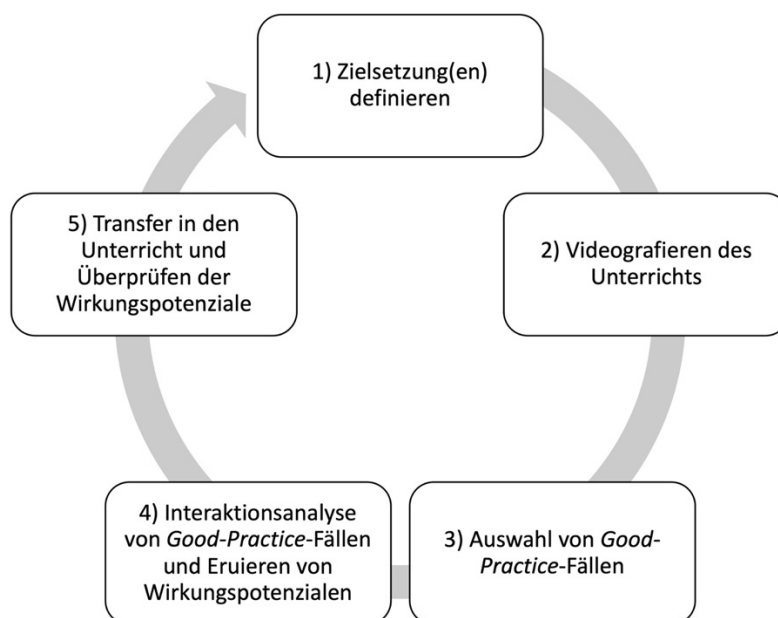 1) Zielsetzung(en)
definieren
2) Videografieren des
Unterrichts
3) Auswahl von Good-
Practice-Fällen
4) Interaktionsanalyse
von Good-Practice-Fällen
und Eruieren von
Wirkungspotenzialen
5) Transfer in den
Unterricht und
Überprüfen der
Wirkungspotenziale